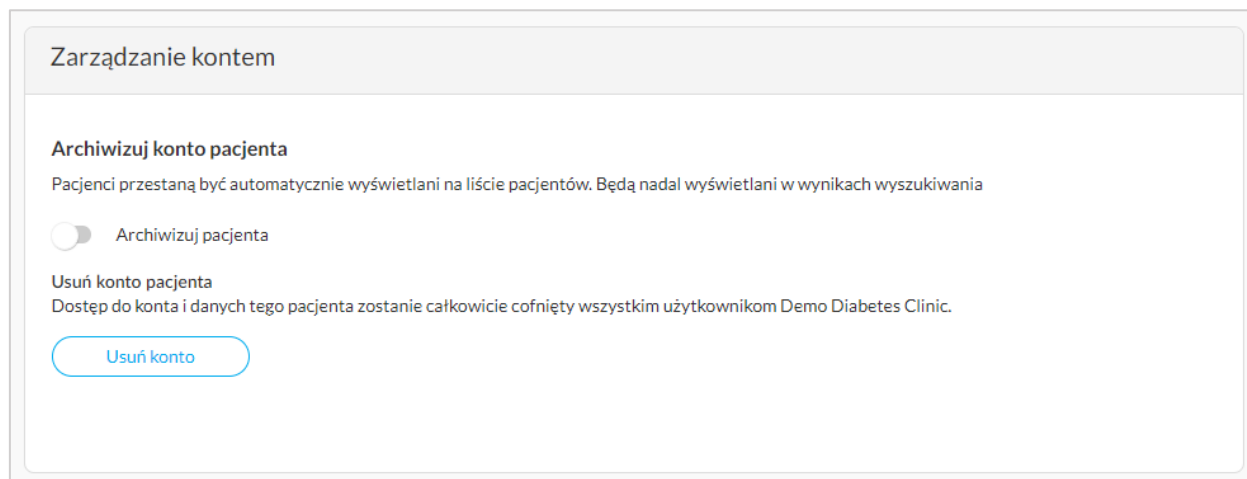 Zarządzanie kontem
Archiwizuj konto pacjenta
Pacjenci przestaną być automatycznie wyświetlani na liście pacjentów. Będą nadal wyświetlani w wynikach wyszukiwania
Archiwizuj pacjenta
Usuń konto pacjenta
Dostęp do konta i danych tego pacjenta zostanie całkowicie cofnięty wszystkim użytkownikom Demo Diabetes Clinic.
Usuń konto